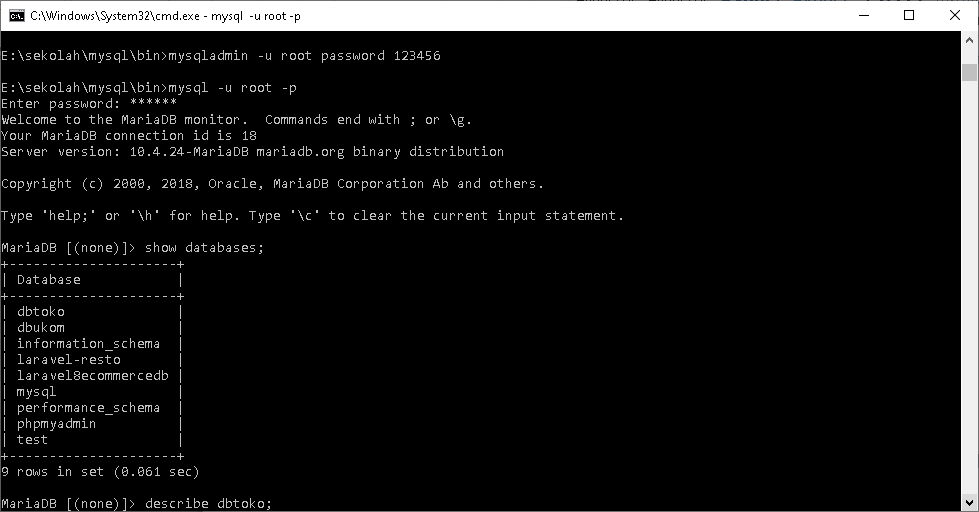 C:\Windows\System32\cmd.exe - mysql -u root -p
E:\sekolah\mysql\bin>mysqladmin -u root password 123456
E:\sekolah\mysql\bin>mysql -u root -p
Enter password: ******
Welcome to the MariaDB monitor.  Commands end with ; or \g.
Your MariaDB connection id is 18
Server version: 10.4.24-MariaDB mariadb.org binary distribution
Copyright (c) 2000, 2018, Oracle, MariaDB Corporation Ab and others.
Type 'help;' or '\h' for help. Type '\c' to clear the current input statement.
MariaDB [(none)]> show databases;
+---------------------+
| Database            |
+---------------------+
| dbtoko              |
| dbukom              |
| information_schema  |
| laravel-resto       |
| laravel8ecommercedb |
| mysql               |
| performance_schema  |
| phpmyadmin          |
| test                |
+---------------------+
9 rows in set (0.061 sec)
MariaDB [(none)]> describe dbtoko;